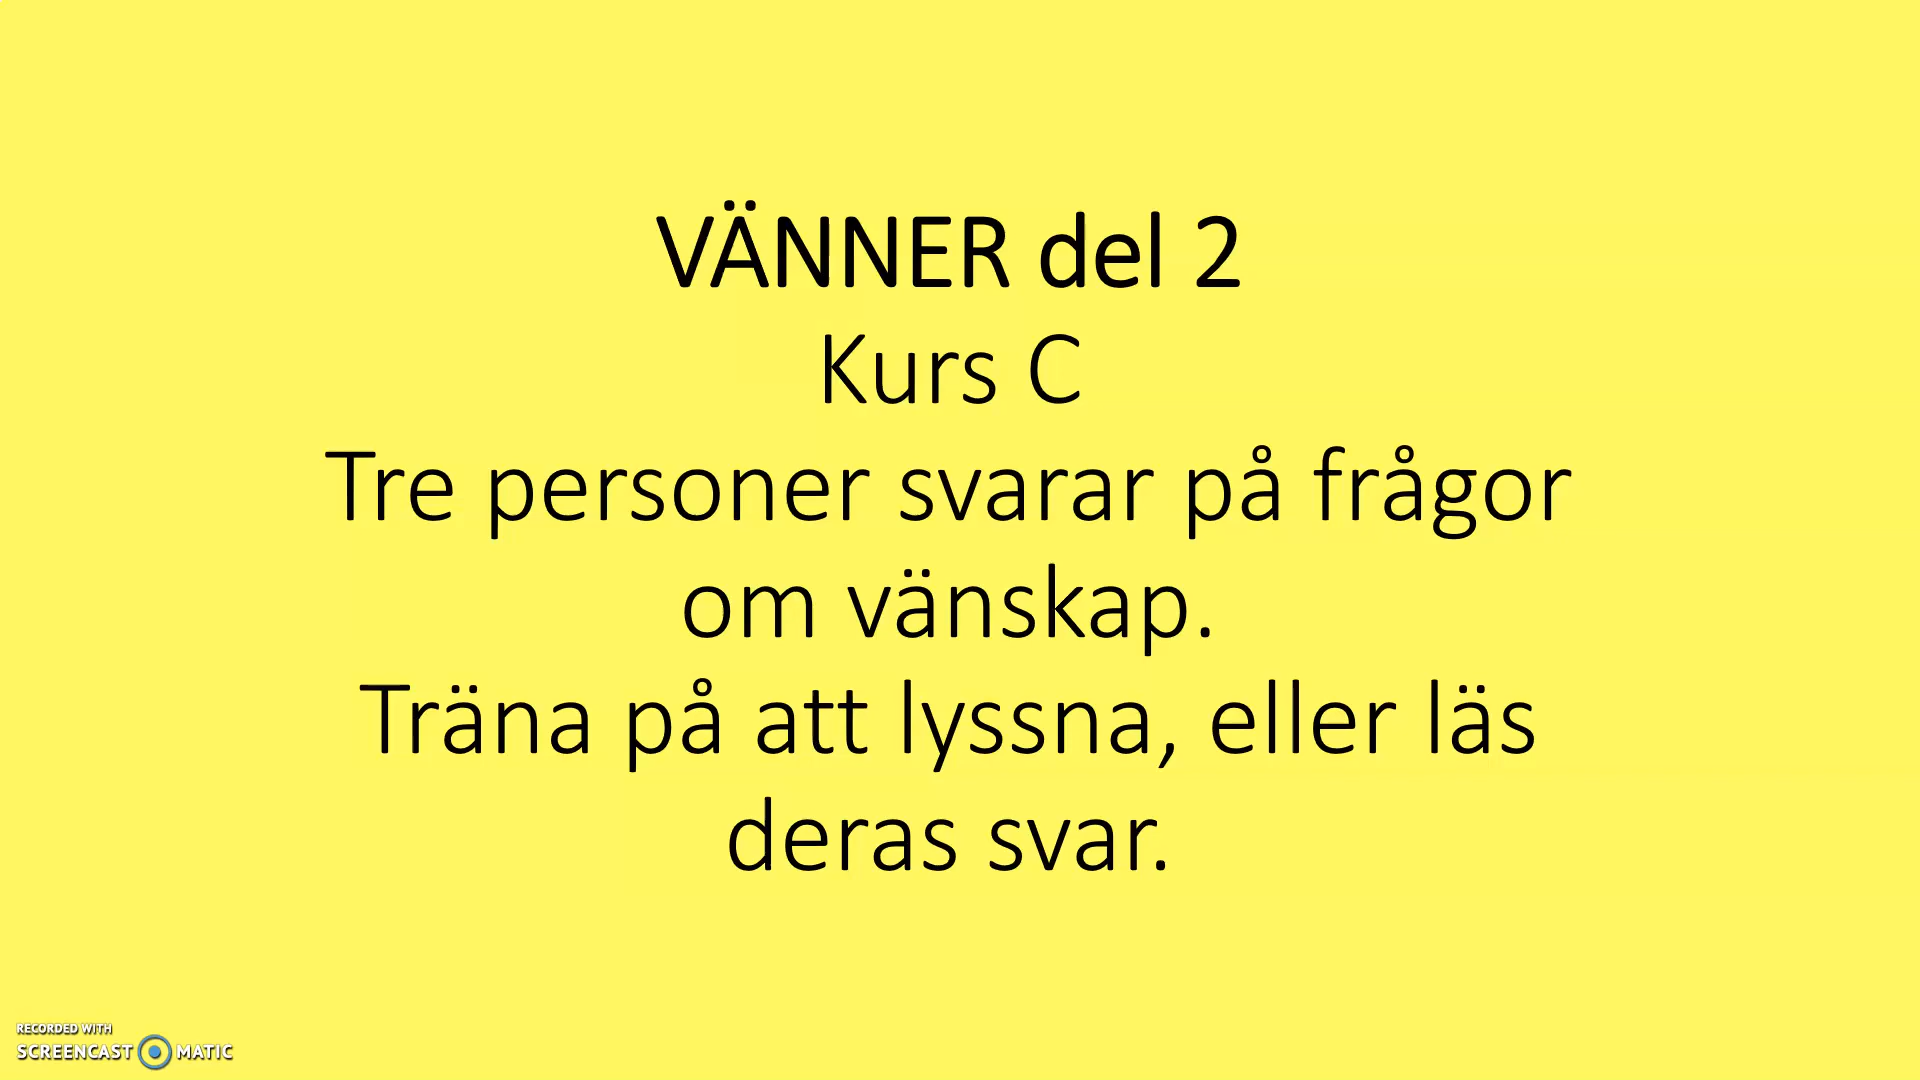 VÄNNER del 2
Kurs C
Tre personer svarar på frågor
om vänskap.
Träna på att lyssna, eller läs
deras svar.
RECORDED WITH
SCREENCAST MATIC